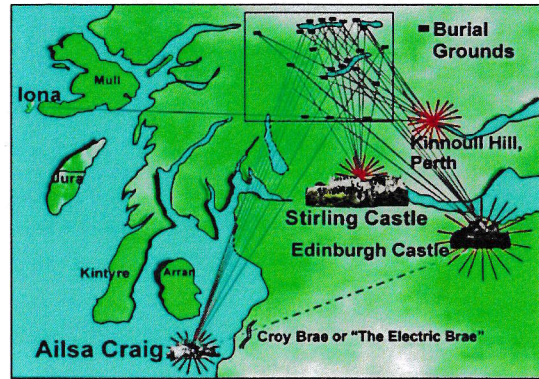 Burial
Grounds
Mull
Iona
Kinnoull Hill,
Perth
Jura
Stirling Castle
Edinburgh Castle
Kintyre
Arran
Croy Brae or "The Electric Brae"
Ailsa Craig